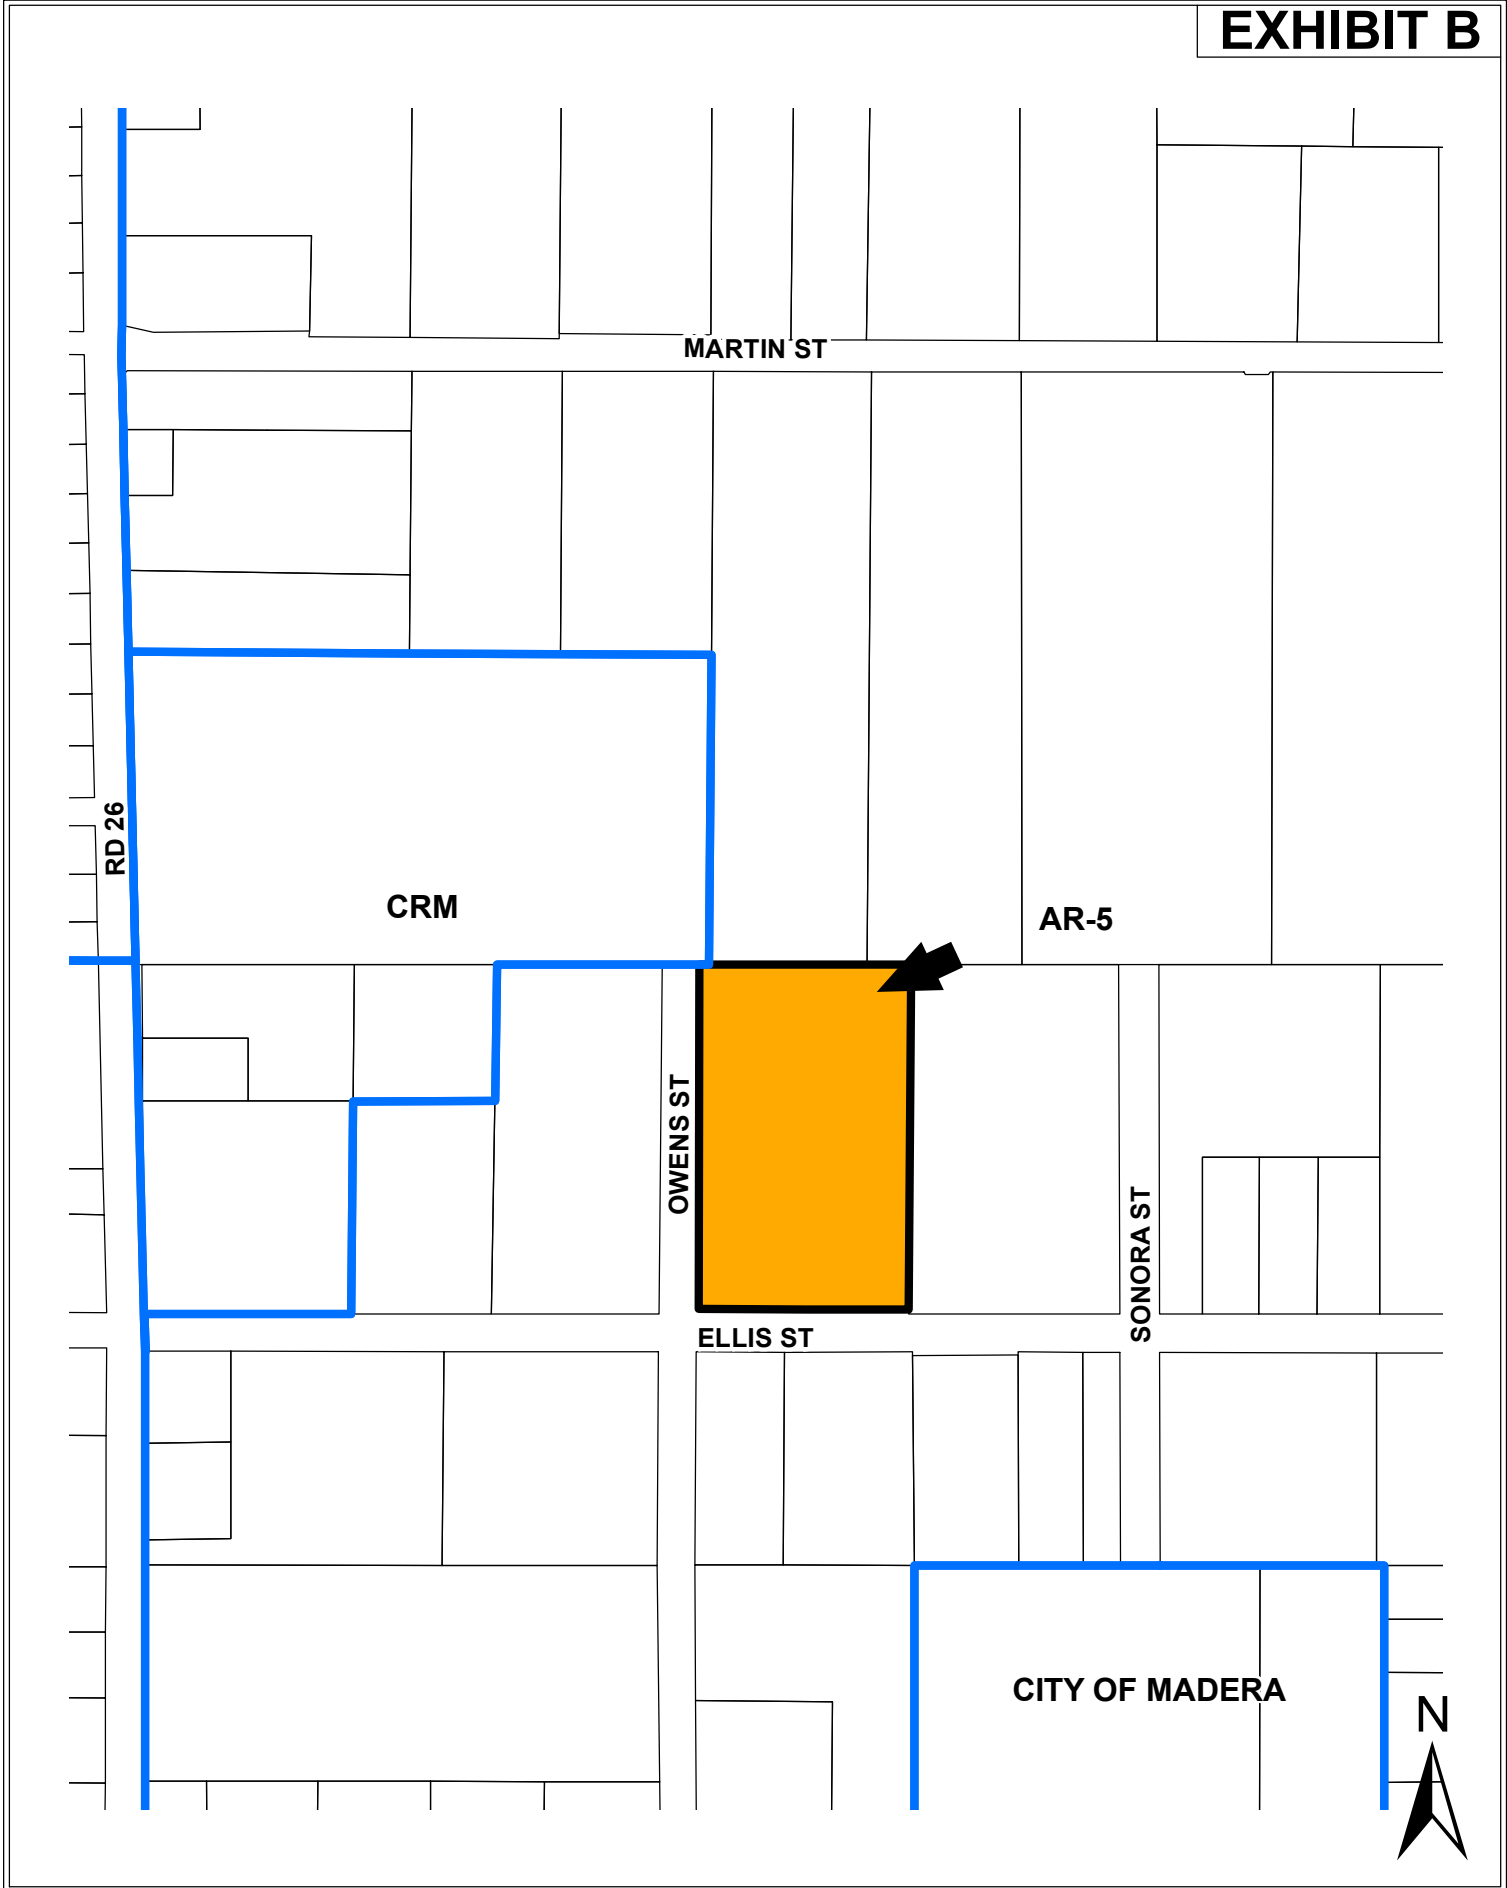 EXHIBIT B
MARTIN ST
RD 26
CRM
AR-5
OWENS ST
SONORA ST
ELLIS ST
CITY OF MADERA
N